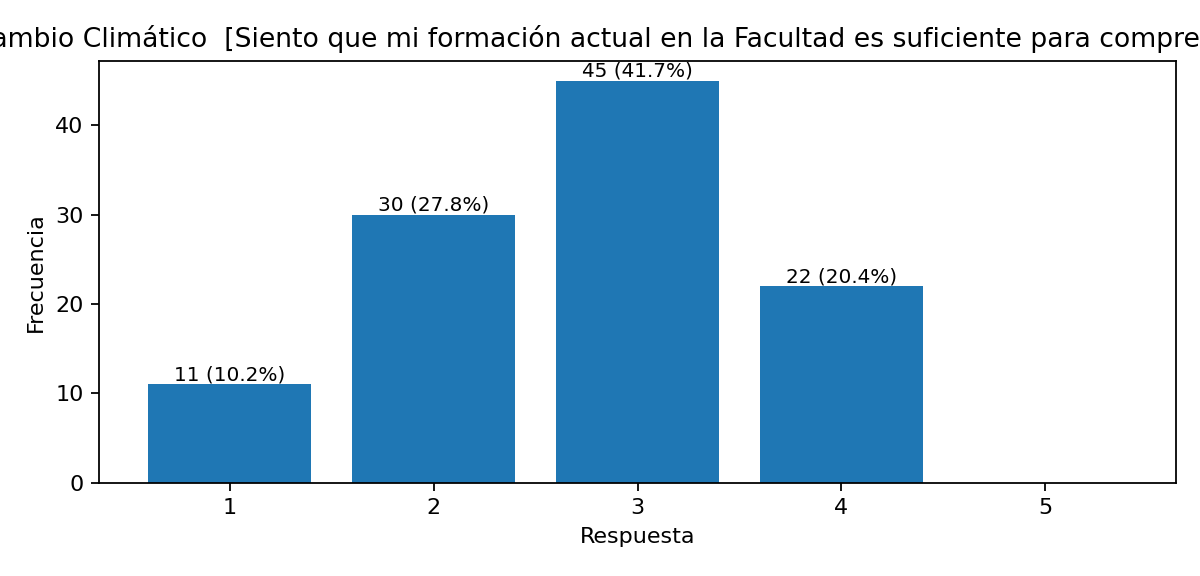 ambio Climático  [Siento que mi formación actual en la Facultad es suficiente para compre
45 (41.7%)
40
30 (27.8%)
30
Frecuencia
22 (20.4%)
20
11 (10.2%)
10
0
1 2 3 4 5
Respuesta